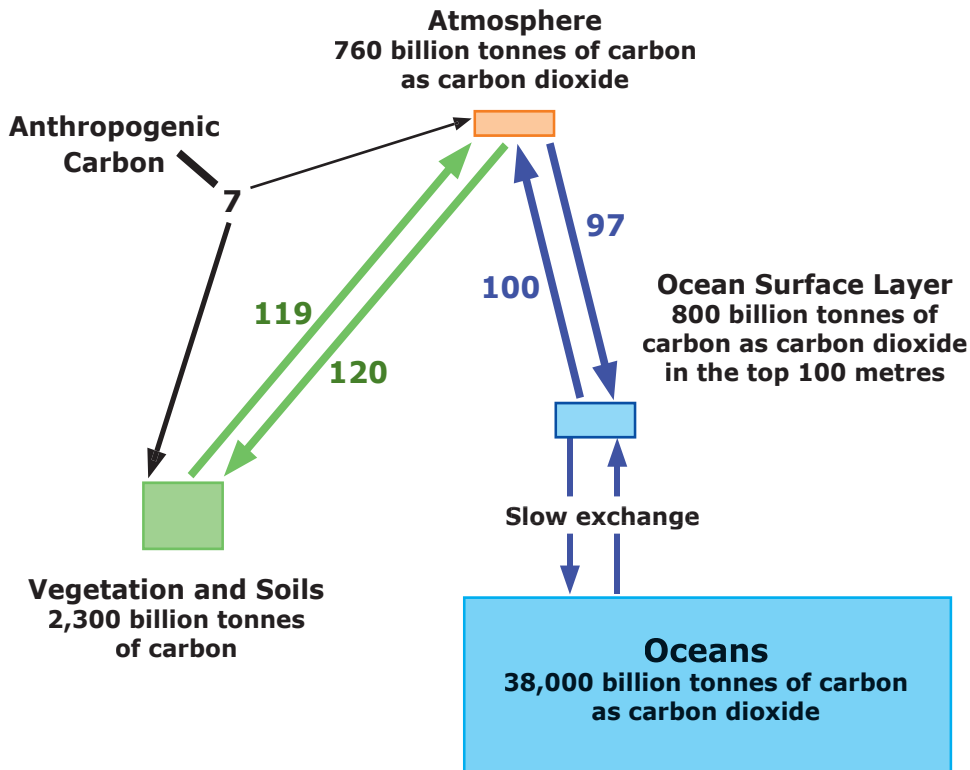 Atmosphere
760 billion tonnes of carbon
as carbon dioxide
Anthropogenic
Carbon
7
97
100
119
120
Ocean Surface Layer
800 billion tonnes of
carbon as carbon dioxide
in the top 100 metres
Slow exchange
Vegetation and Soils
2,300 billion tonnes
of carbon
Oceans
38,000 billion tonnes of carbon
as carbon dioxide